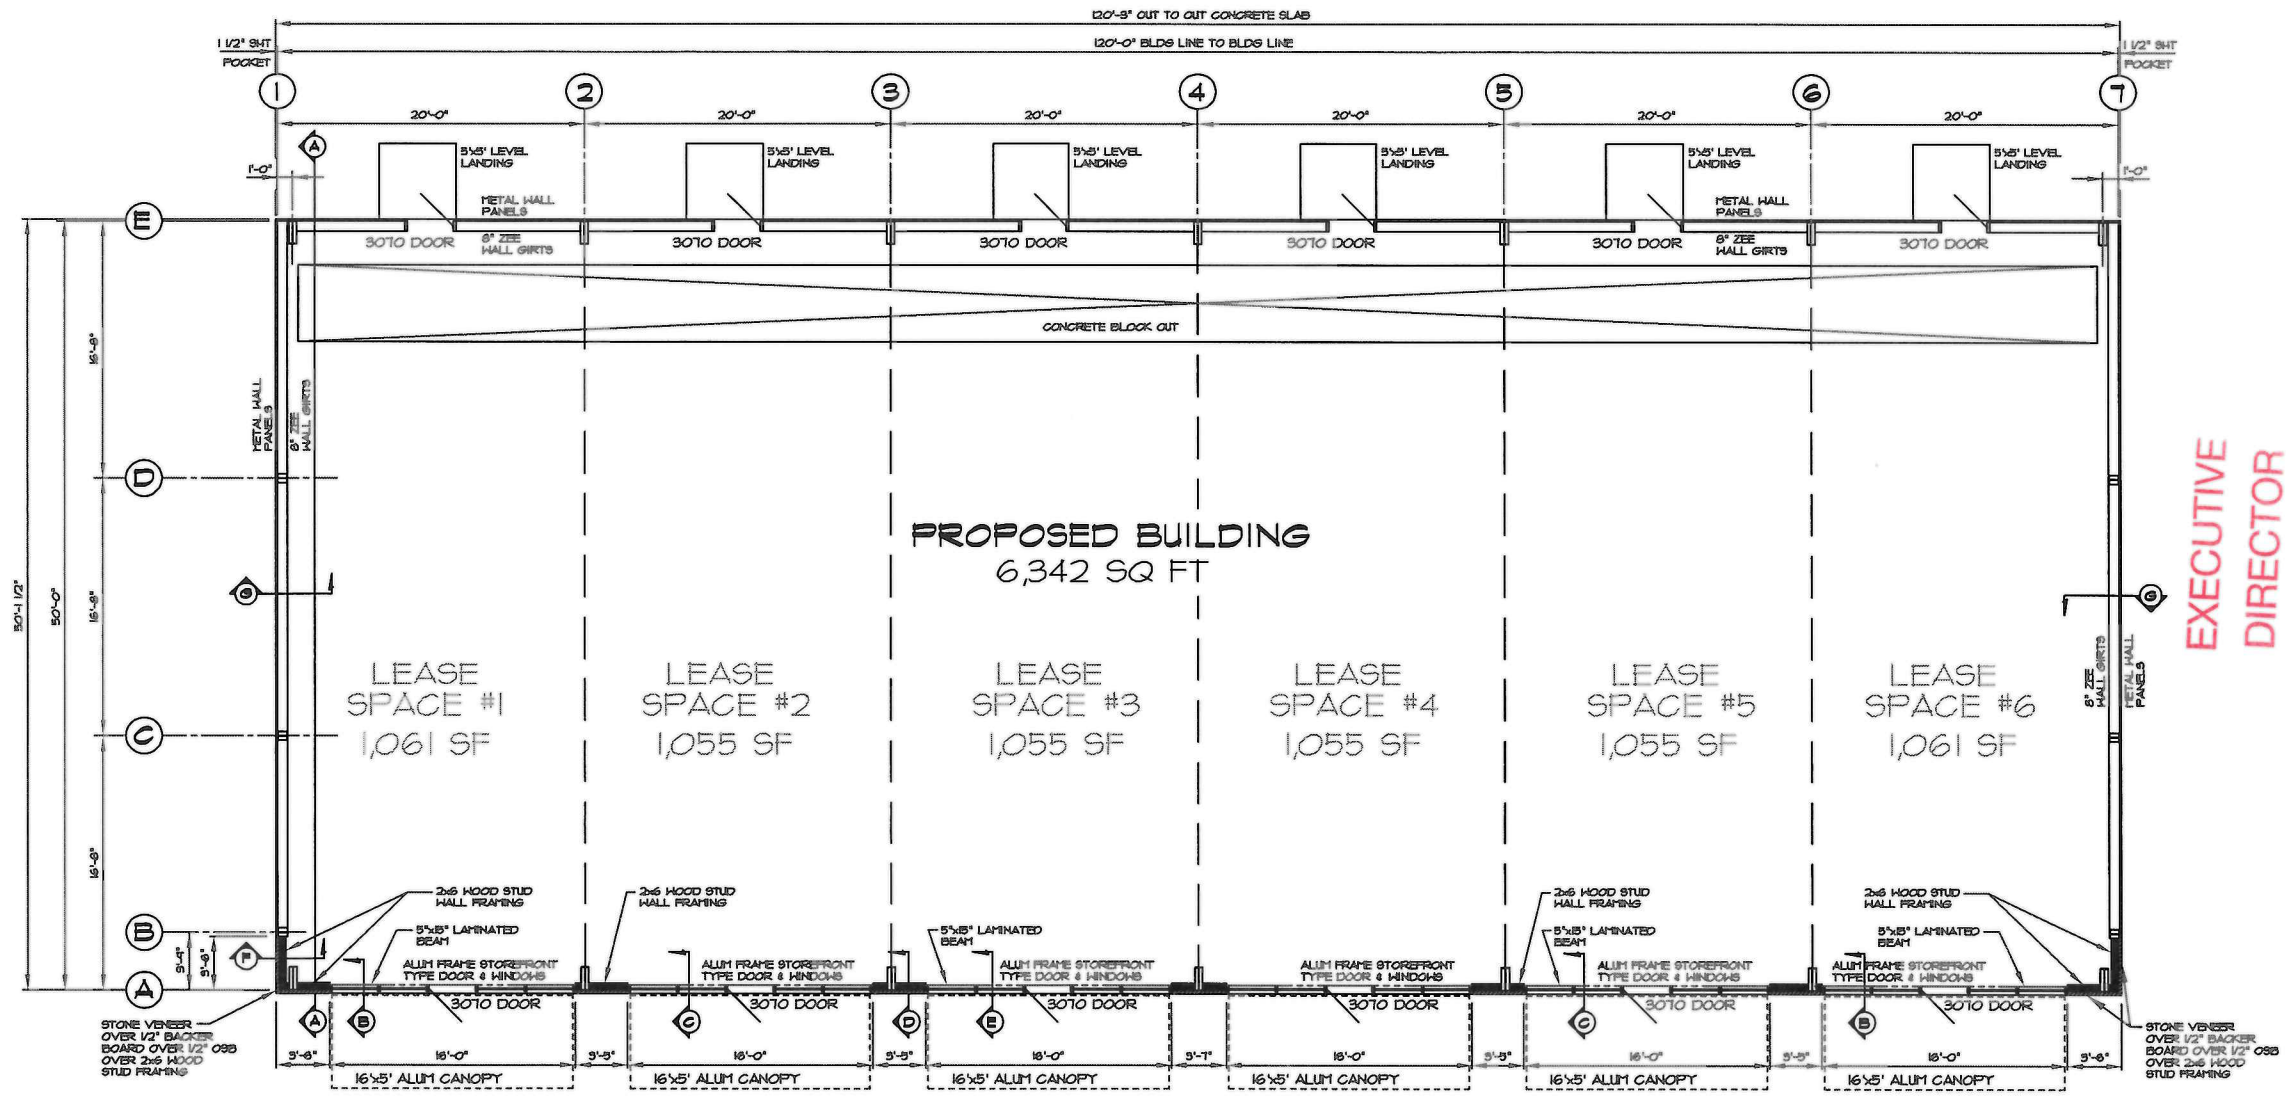 120'-3" OUT TO OUT CONCRETE SLAB
1 1/2" SHT
POCKET
120'-0" BLDG LINE TO BLDG LINE
1 1/2" SHT
POCKET
1 2 3 4 5 6 7
20'-0" 20'-0" 20'-0" 20'-0" 20'-0" 20'-0"
A
5'x5' LEVEL
LANDING
5'x5' LEVEL
LANDING
5'x5' LEVEL
LANDING
5'x5' LEVEL
LANDING
5'x5' LEVEL
LANDING
5'x5' LEVEL
LANDING
1'-0"
1'-0"
METAL WALL
PANELS
METAL WALL
PANELS
E
3070 DOOR
8" ZEE
WALL GIRTS
3070 DOOR
3070 DOOR
3070 DOOR
3070 DOOR
8" ZEE
WALL GIRTS
3070 DOOR
CONCRETE BLOCK OUT
50'-1 1/2"
50'-0"
16'-8"
16'-8"
16'-8"
METAL WALL
PANELS
8" ZEE
WALL GIRTS
D
PROPOSED BUILDING
6,342 SQ FT
G
G
EXECUTIVE
DIRECTOR
8" ZEE
WALL GIRTS
METAL WALL
PANELS
LEASE
SPACE #1
1,061 SF
LEASE
SPACE #2
1,055 SF
LEASE
SPACE #3
1,055 SF
LEASE
SPACE #4
1,055 SF
LEASE
SPACE #5
1,055 SF
LEASE
SPACE #6
1,061 SF
C
2x6 WOOD STUD
WALL FRAMING
2x6 WOOD STUD
WALL FRAMING
2x6 WOOD STUD
WALL FRAMING
2x6 WOOD STUD
WALL FRAMING
B
5"x15" LAMINATED
BEAM
5"x15" LAMINATED
BEAM
5"x15" LAMINATED
BEAM
5"x15" LAMINATED
BEAM
F
ALUM FRAME STOREFRONT
TYPE DOOR & WINDOWS
ALUM FRAME STOREFRONT
TYPE DOOR & WINDOWS
ALUM FRAME STOREFRONT
TYPE DOOR & WINDOWS
ALUM FRAME STOREFRONT
TYPE DOOR & WINDOWS
ALUM FRAME STOREFRONT
TYPE DOOR & WINDOWS
ALUM FRAME STOREFRONT
TYPE DOOR & WINDOWS
A
3070 DOOR 3070 DOOR 3070 DOOR 3070 DOOR 3070 DOOR 3070 DOOR
A B C D E C B
STONE VENEER
OVER 1/2" BACKER
BOARD OVER 1/2" OSB
OVER 2x6 WOOD
STUD FRAMING
STONE VENEER
OVER 1/2" BACKER
BOARD OVER 1/2" OSB
OVER 2x6 WOOD
STUD FRAMING
3'-6" 16'-0" 3'-5" 16'-0" 3'-5" 16'-0" 3'-7" 16'-0" 3'-5" 16'-0" 3'-5" 16'-0" 3'-6"
16'x5' ALUM CANOPY
16'x5' ALUM CANOPY
16'x5' ALUM CANOPY
16'x5' ALUM CANOPY
16'x5' ALUM CANOPY
16'x5' ALUM CANOPY